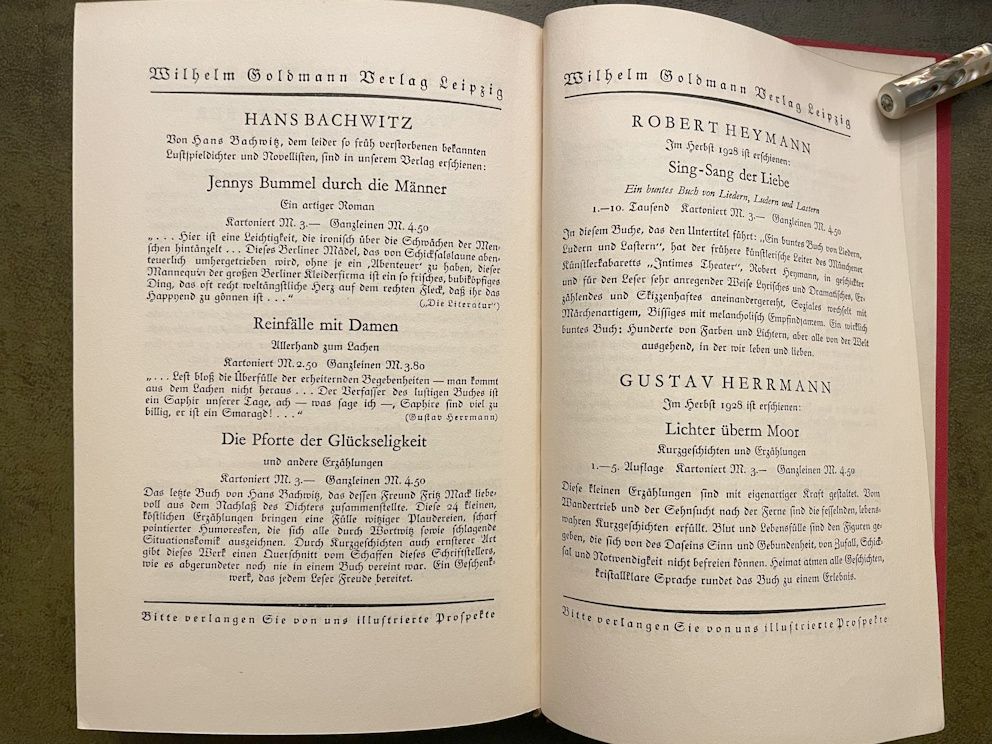 Wilhelm Goldmann Verlag Leipzig
HANS BACHWITZ
Von Hans Bachwitz, dem leider so früh verstorbenen bekannten
Lustspieldichter und Novellisten, sind in unserem Verlag erschienen:
Jennys Bummel durch die Männer
Ein artiger Roman
Kartoniert M. 3.— Ganzleinen M. 4.50
„. . . Hier ist eine Leichtigkeit, die ironisch über die Schwächen der Men-
schen hintänzelt . . . Dieses Berliner Mädel, das von Schicksalslaune aben-
teuerlich umhergetrieben wird, ohne je ein ‚Abenteuer‘ zu haben, dieser
Mannequin der großen Berliner Kleiderfirma ist ein so frisches, bubiköpfiges
Ding, das oft recht weltängstliche Herz auf dem rechten Fleck, daß ihr das
Happyend zu gönnen ist . . .“
(„Die Literatur“)
Reinfälle mit Damen
Allerhand zum Lachen
Kartoniert M. 2.50 Ganzleinen M. 3.80
„. . . Lest bloß die Überfülle der erheiternden Begebenheiten — man kommt
aus dem Lachen nicht heraus . . . Der Verfasser des lustigen Buches ist
ein Saphir unserer Tage, ach — was sage ich —, Saphire sind viel zu
billig, er ist ein Smaragd! . . .“ (Gustav Herrmann)
Die Pforte der Glückseligkeit
und andere Erzählungen
Kartoniert M. 3.— Ganzleinen M. 4.50
Das letzte Buch von Hans Bachwitz, das dessen Freund Fritz Mack liebe-
voll aus dem Nachlaß des Dichters zusammenstellte. Diese 24 kleinen,
köstlichen Erzählungen bringen eine Fülle witziger Plaudereien, scharf
pointierter Humoresken, die sich alle durch Wortwitz sowie schlagende
Situationskomik auszeichnen. Durch Kurzgeschichten auch ernsterer Art
gibt dieses Werk einen Querschnitt vom Schaffen dieses Schriftstellers,
wie es abgerundeter noch nie in einem Buch vereint war. Ein Geschenk-
werk, das jedem Leser Freude bereitet.
Bitte verlangen Sie von uns illustrierte Prospekte
Wilhelm Goldmann Verlag Leipzig
ROBERT HEYMANN
Im Herbst 1928 ist erschienen:
Sing-Sang der Liebe
Ein buntes Buch von Liedern, Ludern und Lastern
1.—10. Tausend Kartoniert M. 3.— Ganzleinen M. 4.50
In diesem Buche, das den Untertitel führt: „Ein buntes Buch von Liedern,
Ludern und Lastern“, hat der frühere künstlerische Leiter des Münchener
Künstlerkabaretts „Intimes Theater“, Robert Heymann, in geschickter
und für den Leser sehr anregender Weise Lyrisches und Dramatisches, Er-
zählendes und Skizzenhaftes aneinandergereiht, Soziales wechselt mit
Märchenartigem, Bissiges mit melancholisch Empfindsamem. Ein wirklich
buntes Buch: Hunderte von Farben und Lichtern, aber alle von der Welt
ausgehend, in der wir leben und lieben.
GUSTAV HERRMANN
Im Herbst 1928 ist erschienen:
Lichter überm Moor
Kurzgeschichten und Erzählungen
1.—5. Auflage Kartoniert M. 3.— Ganzleinen M. 4.50
Diese kleinen Erzählungen sind mit eigenartiger Kraft gestaltet. Vom
Wandertrieb und der Sehnsucht nach der Ferne sind die fesselnden, lebens-
wahren Kurzgeschichten erfüllt. Blut und Lebensfülle sind den Figuren ge-
geben, die sich von des Daseins Sinn und Gebundenheit, von Zufall, Schick-
sal und Notwendigkeit nicht befreien können. Heimat atmen alle Geschichten,
kristallklare Sprache rundet das Buch zu einem Erlebnis.
Bitte verlangen Sie von uns illustrierte Prospekte